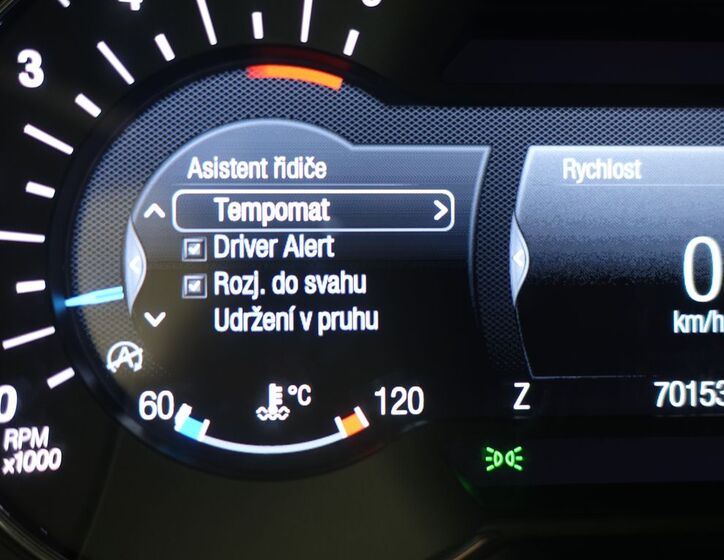 3
Asistent řidiče
Rychlost
Tempomat
Driver Alert
Rozj. do svahu
Udržení v pruhu
0
km/h
A
0
60
°C
120
Z
70153
RPM
x1000